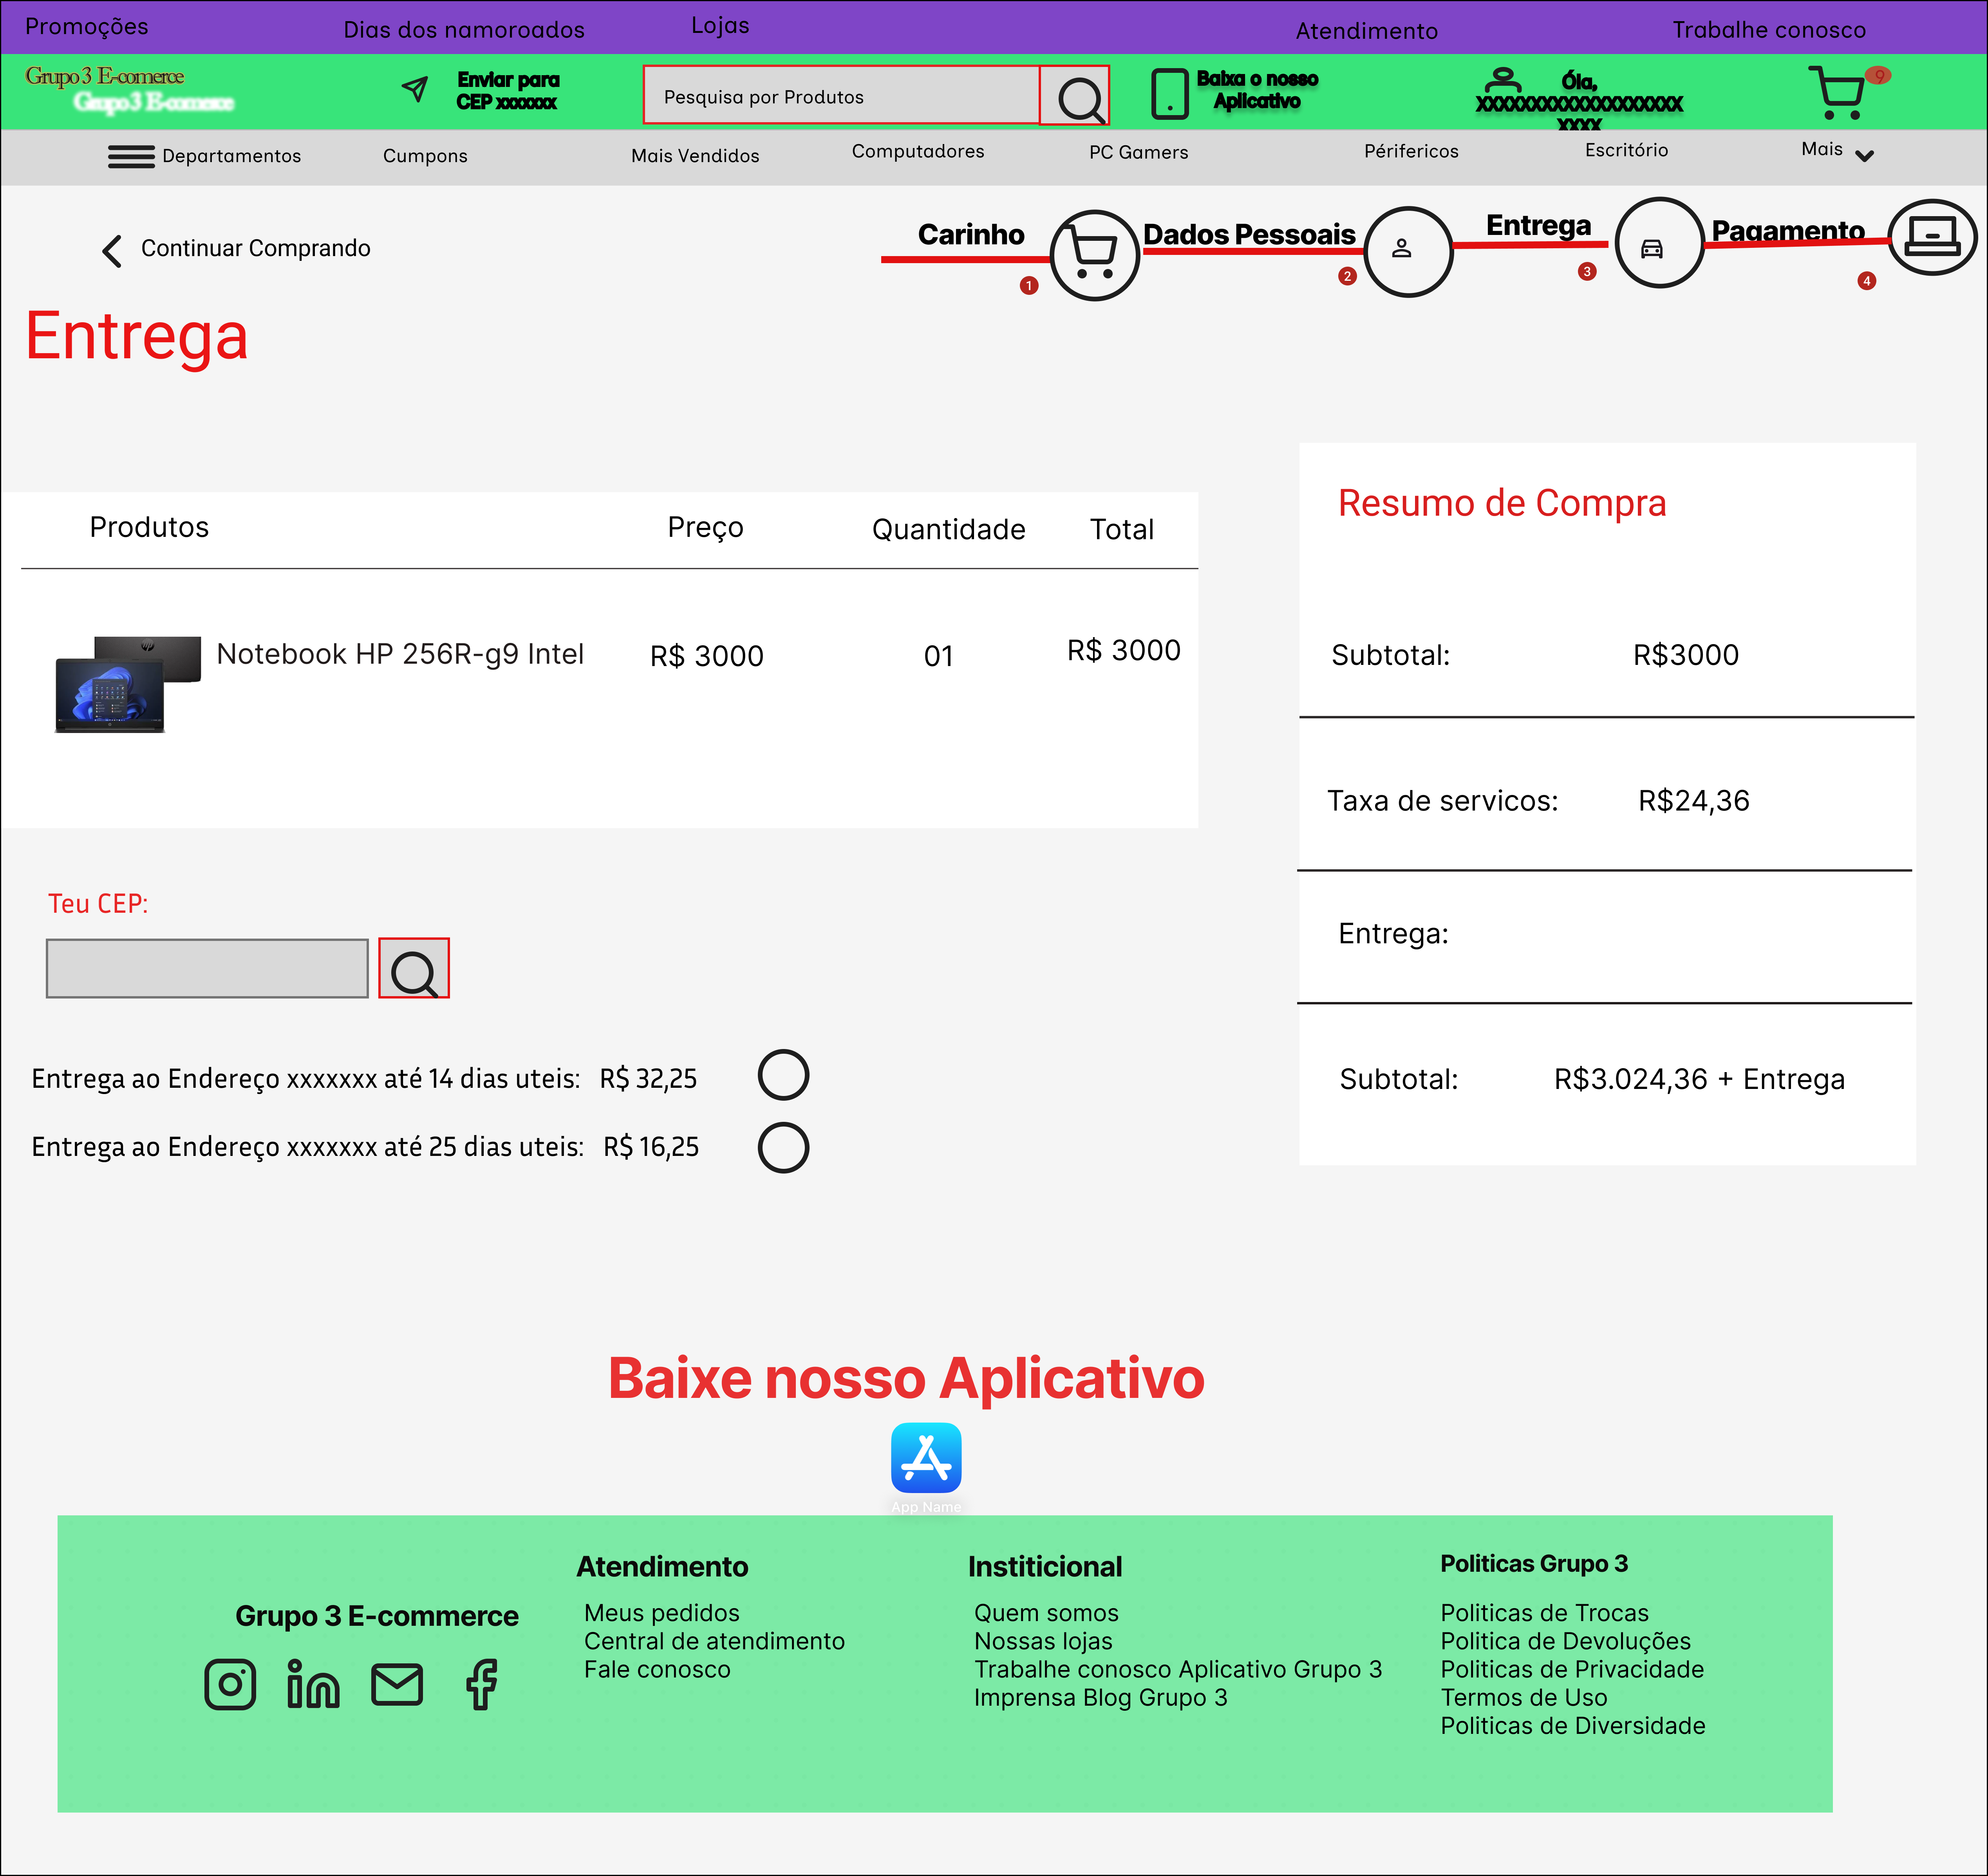 Promoções
Dias dos namoroados
Lojas
Atendimento
Trabalhe conosco
Grupo 3 E-comerce
Grupo 3 E-comerce
Enviar para
CEP xxxxxxx
Pesquisa por Produtos
Baixa o nosso
Aplicativo
Óla,
XXXXXXXXXXXXXXXXXXX
XXXX
9
Departamentos
Cumpons
Mais Vendidos
Computadores
PC Gamers
Périfericos
Escritório
Mais
Continuar Comprando
Carinho
1
Dados Pessoais
2
Entrega
3
Pagamento
4
Entrega
Produtos
Preço
Quantidade
Total
Notebook HP 256R-g9 Intel
R$ 3000
01
R$ 3000
Resumo de Compra
Subtotal:
R$3000
Taxa de servicos:
R$24,36
Entrega:
Subtotal:
R$3.024,36 + Entrega
Teu CEP:
Entrega ao Endereço xxxxxxx até 14 dias uteis:
R$ 32,25
Entrega ao Endereço xxxxxxx até 25 dias uteis:
R$ 16,25
Baixe nosso Aplicativo
App Name
Grupo 3 E-commerce
Atendimento
Meus pedidos
Central de atendimento
Fale conosco
Institicional
Quem somos
Nossas lojas
Trabalhe conosco Aplicativo Grupo 3
Imprensa Blog Grupo 3
Politicas Grupo 3
Politicas de Trocas
Politica de Devoluções
Politicas de Privacidade
Termos de Uso
Politicas de Diversidade